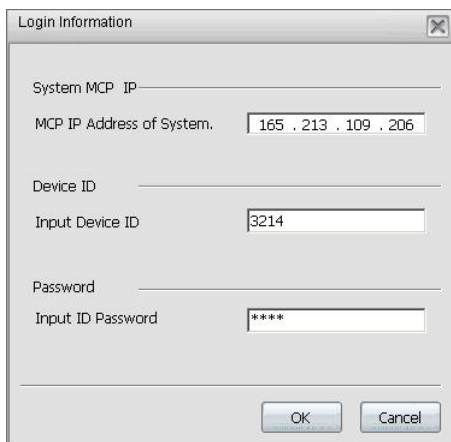 Login Information
System MCP IP
MCP IP Address of System. 165 . 213 . 109 . 206
Device ID
Input Device ID 3214
Password
Input ID Password ****
OK Cancel